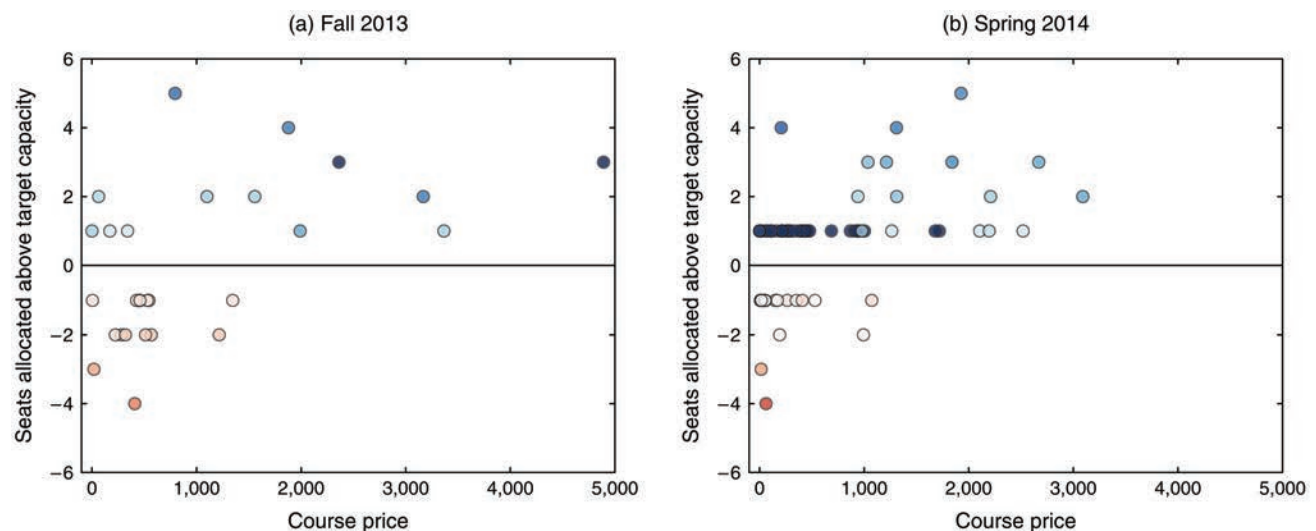 (a) Fall 2013
6
4
2
0
−2
−4
−6
Seats allocated above target capacity
0 1,000 2,000 3,000 4,000 5,000
Course price
(b) Spring 2014
6
4
2
0
−2
−4
−6
Seats allocated above target capacity
0 1,000 2,000 3,000 4,000 5,000
Course price